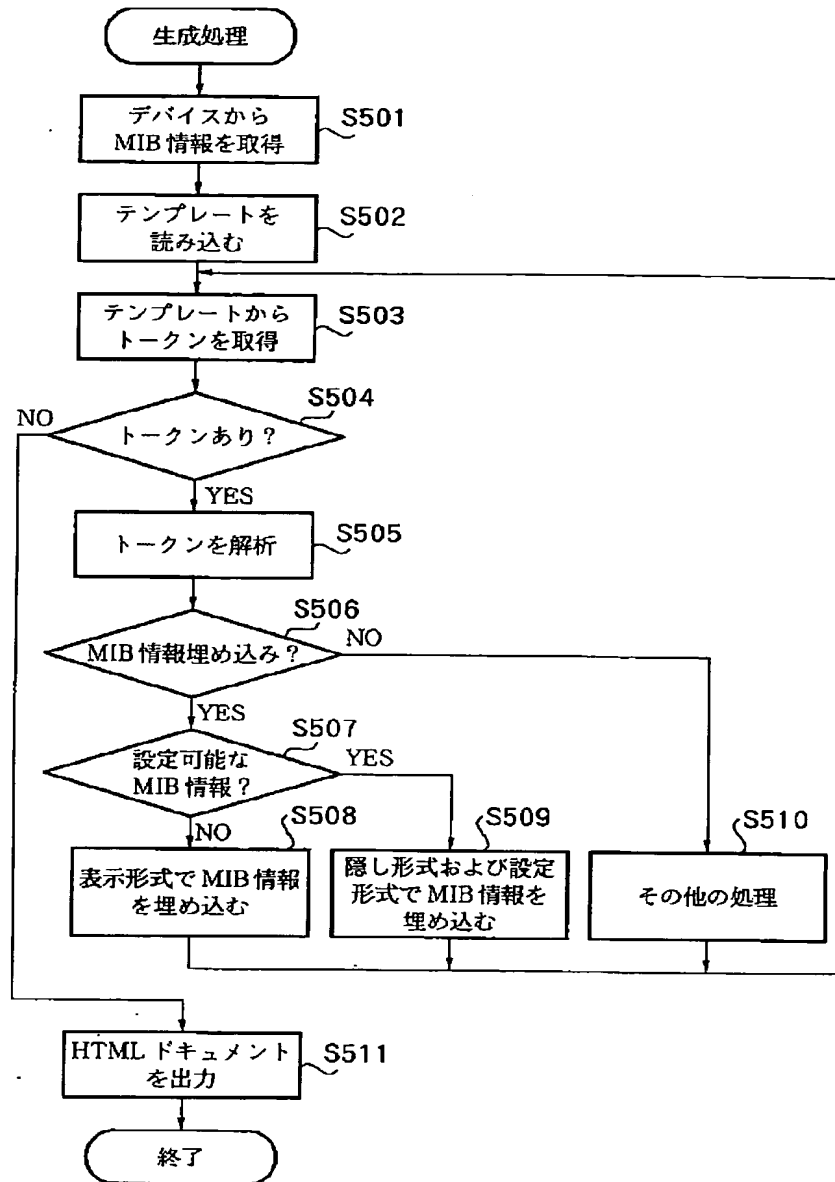 生成処理
デバイスから
MIB 情報を取得
S501
テンプレートを
読み込む
S502
テンプレートから
トークンを取得
S503
S504
NO
トークンあり？
YES
トークンを解析
S505
S506
MIB 情報埋め込み？
NO
YES
S507
設定可能な
MIB 情報？
YES
NO
S508
表示形式で MIB 情報
を埋め込む
S509
隠し形式および設定
形式で MIB 情報を
埋め込む
S510
その他の処理
HTML ドキュメント
を出力
S511
終了